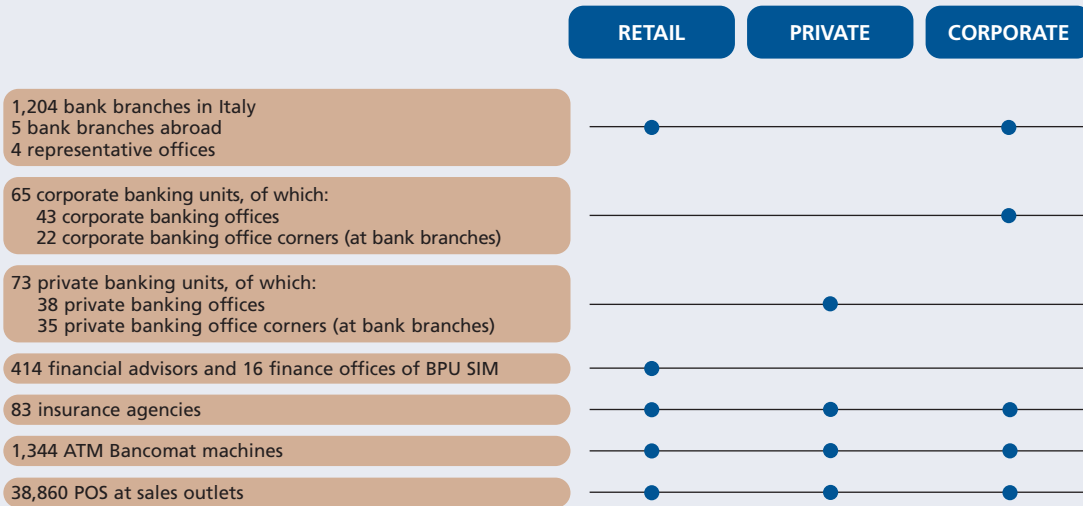 RETAIL PRIVATE CORPORATE
1,204 bank branches in Italy
5 bank branches abroad
4 representative offices
65 corporate banking units, of which:
43 corporate banking offices
22 corporate banking office corners (at bank branches)
73 private banking units, of which:
38 private banking offices
35 private banking office corners (at bank branches)
414 financial advisors and 16 finance offices of BPU SIM
83 insurance agencies
1,344 ATM Bancomat machines
38,860 POS at sales outlets